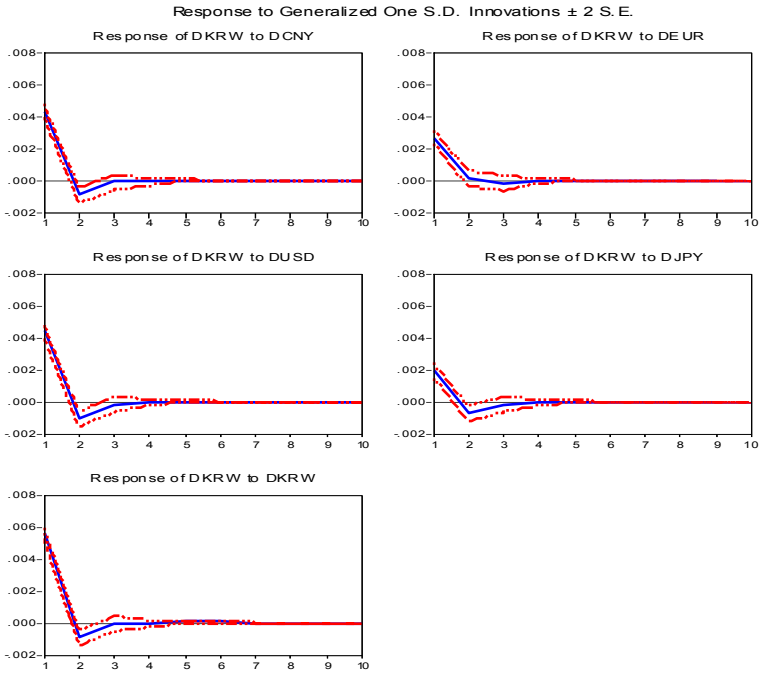 Response to Generalized One S.D. Innovations ± 2 S.E.
Response of DKRW to DCNY
.008
.006
.004
.002
.000
-.002
1 2 3 4 5 6 7 8 9 10
Response of DKRW to DEUR
.008
.006
.004
.002
.000
-.002
1 2 3 4 5 6 7 8 9 10
Response of DKRW to DUSD
.008
.006
.004
.002
.000
-.002
1 2 3 4 5 6 7 8 9 10
Response of DKRW to DJPY
.008
.006
.004
.002
.000
-.002
1 2 3 4 5 6 7 8 9 10
Response of DKRW to DKRW
.008
.006
.004
.002
.000
-.002
1 2 3 4 5 6 7 8 9 10